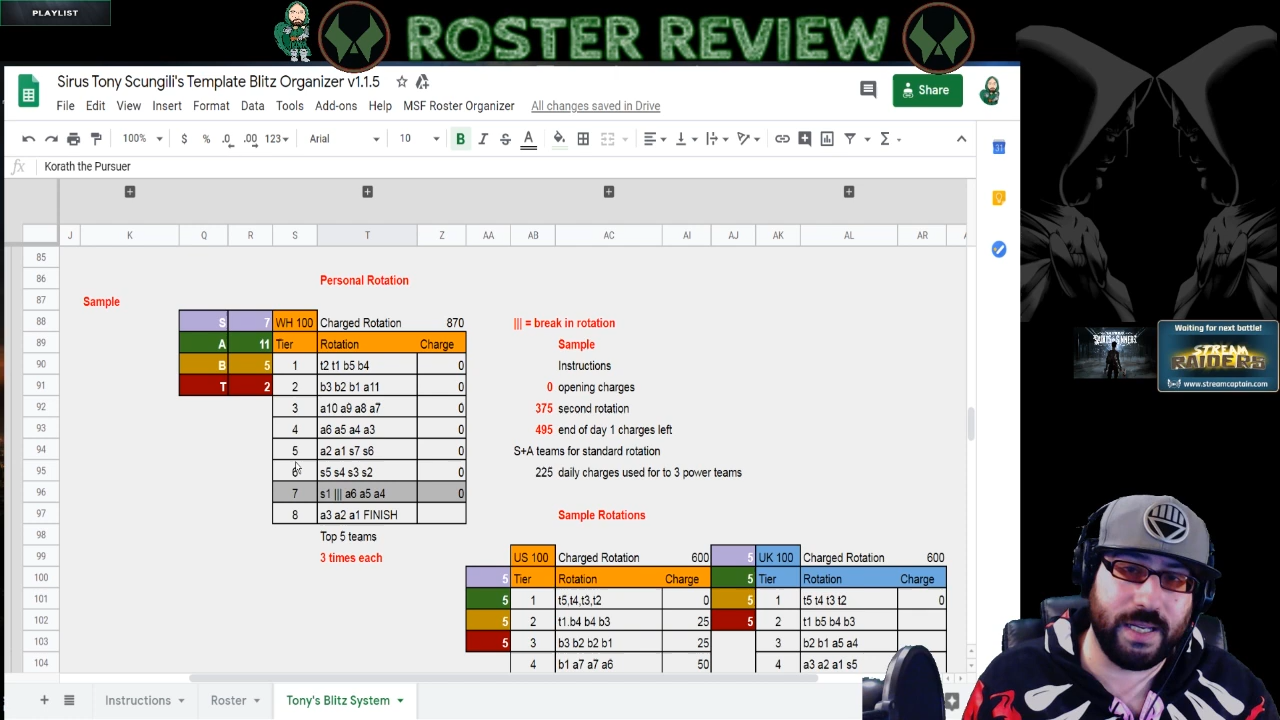 PLAYLIST
ROSTER REVIEW
Sirus Tony Scungili's Template Blitz Organizer v1.1.5
File Edit View Insert Format Data Tools Add-ons Help MSF Roster Organizer All changes saved in Drive
Share
100% $ % .0 .00 123 Arial 10 B I S A
fx Korath the Pursuer
J K Q R S T Z AA AB AC AI AJ AK AL AR
85
86 Personal Rotation
87 Sample
88 S 7 WH 100 Charged Rotation 870 ||| = break in rotation
89 A 11 Tier Rotation Charge Sample
90 B 5 1 t2 t1 b5 b4 0 Instructions
91 T 2 2 b3 b2 b1 a11 0 0 opening charges
92 3 a10 a9 a8 a7 0 375 second rotation
93 4 a6 a5 a4 a3 0 495 end of day 1 charges left
94 5 a2 a1 s7 s6 0 S+A teams for standard rotation
95 6 s5 s4 s3 s2 0 225 daily charges used for to 3 power teams
96 7 s1 ||| a6 a5 a4 0
97 8 a3 a2 a1 FINISH Sample Rotations
98 Top 5 teams
99 3 times each US 100 Charged Rotation 600 5 UK 100 Charged Rotation 600
100 5 Tier Rotation Charge 5 Tier Rotation Charge
101 5 1 t5,t4,t3,t2 0 5 1 t5 t4 t3 t2 0
102 5 2 t1.b4 b4 b3 25 5 2 t1 b5 b4 b3
103 5 3 b3 b2 b2 b1 25 3 b2 b1 a5 a4
104 4 b1 a7 a7 a6 50 4 a3 a2 a1 s5
Instructions Roster Tony's Blitz System
31
Waiting for next battle!
STREAM
RAIDERS
www.streamcaptain.com